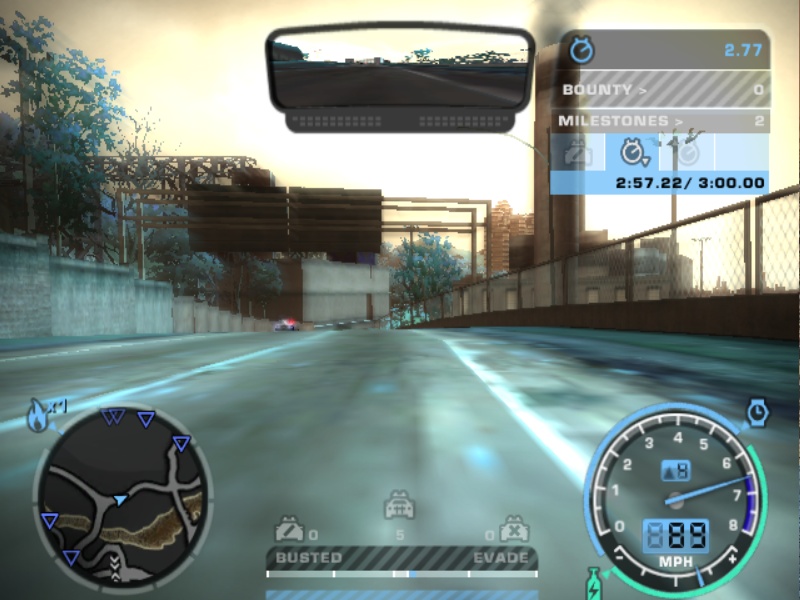 2.77
BOUNTY > 0
MILESTONES > 2
2:57.22/ 3:00.00
x1
0 5 0
BUSTED EVADE
0 1 2 3 4 5 6 7 8
4
89
MPH
- +